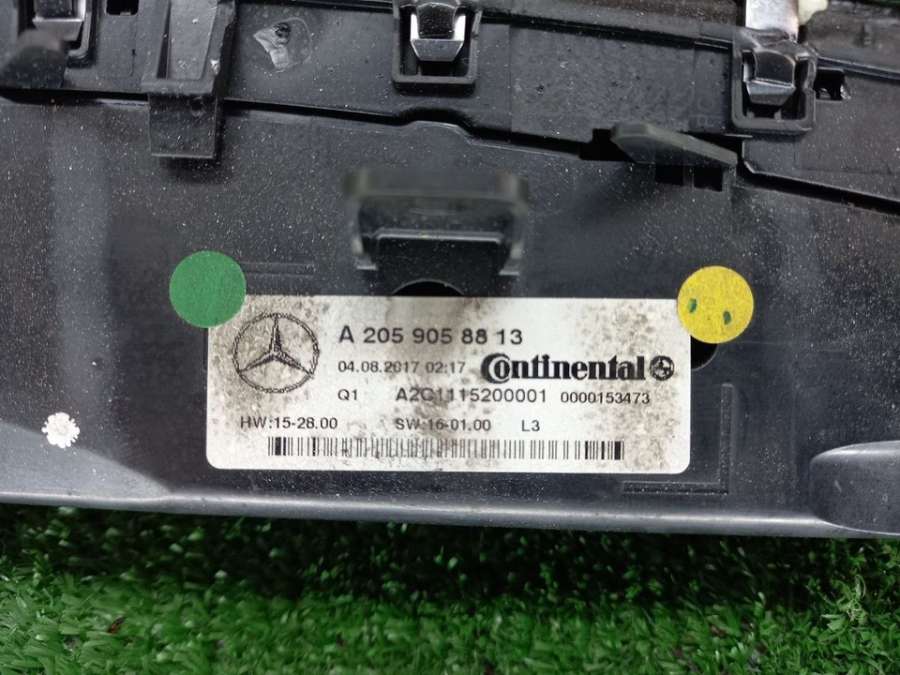 A 205 905 88 13
04.08.2017 02:17 Continental
Q1 A2C1115200001 0000153473
HW:15-28.00 SW:16-01.00 L3